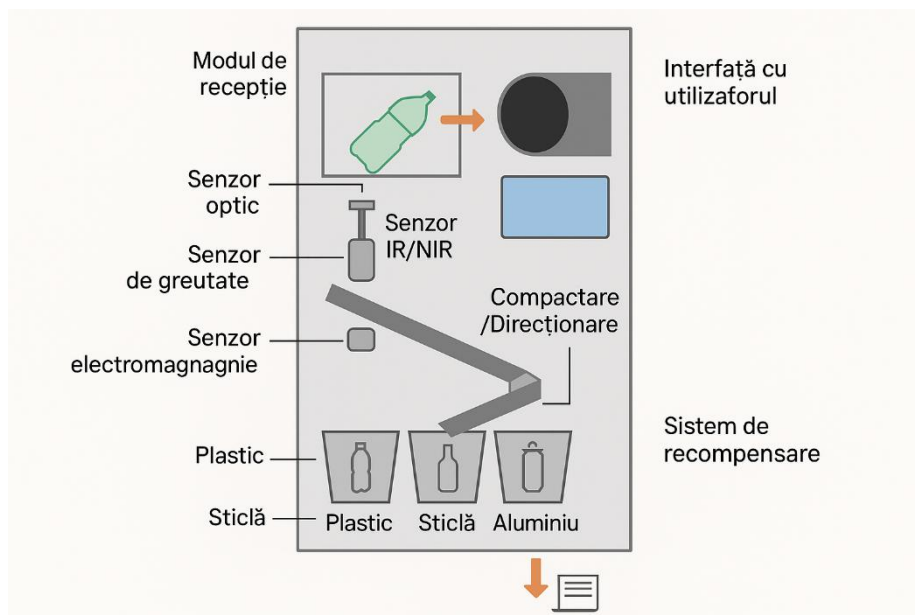 Modul de
recepție
Interfață cu
utilizaforul
Senzor
optic
Senzor
IR/NIR
Senzor
de greutate
Compactare
/Direcționare
Senzor
electromagnagnie
Plastic
Sistem de
recompensare
Sticlă
Plastic
Sticlă
Aluminiu